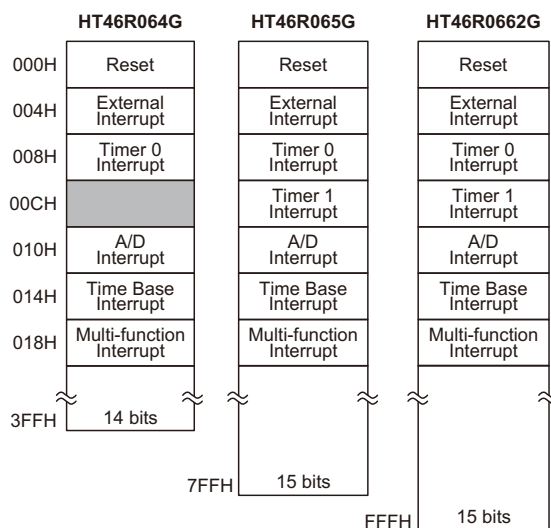 HT46R064G HT46R065G HT46R0662G
000H Reset Reset Reset
004H External Interrupt External Interrupt External Interrupt
008H Timer 0 Interrupt Timer 0 Interrupt Timer 0 Interrupt
00CH Timer 1 Interrupt Timer 1 Interrupt
010H A/D Interrupt A/D Interrupt A/D Interrupt
014H Time Base Interrupt Time Base Interrupt Time Base Interrupt
018H Multi-function Interrupt Multi-function Interrupt Multi-function Interrupt
3FFH 14 bits
7FFH 15 bits
FFFH 15 bits